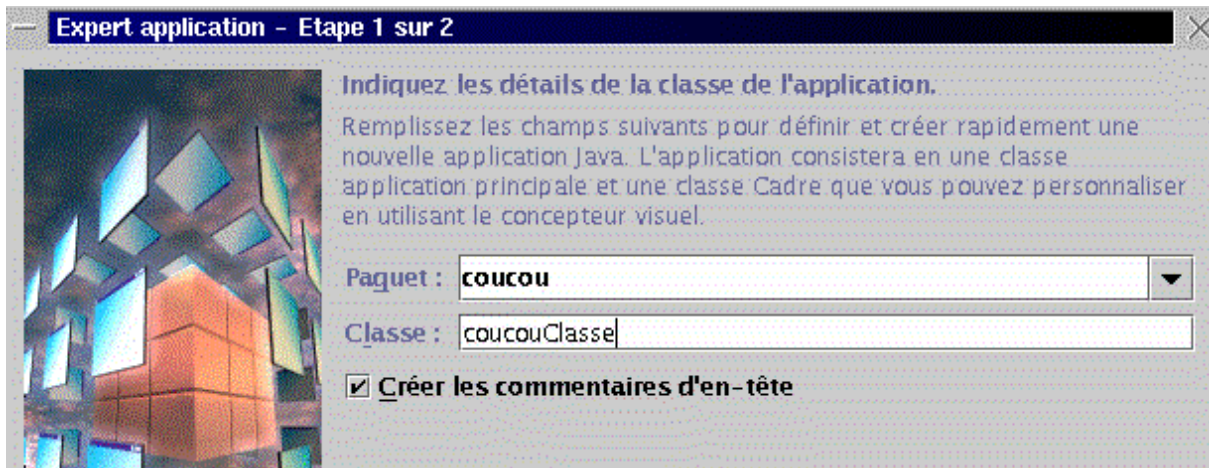 Expert application - Etape 1 sur 2
Indiquez les détails de la classe de l'application.
Remplissez les champs suivants pour définir et créer rapidement une
nouvelle application Java. L'application consistera en une classe
application principale et une classe Cadre que vous pouvez personnaliser
en utilisant le concepteur visuel.
Paquet : coucou
Classe : coucouClasse
Créer les commentaires d'en-tête